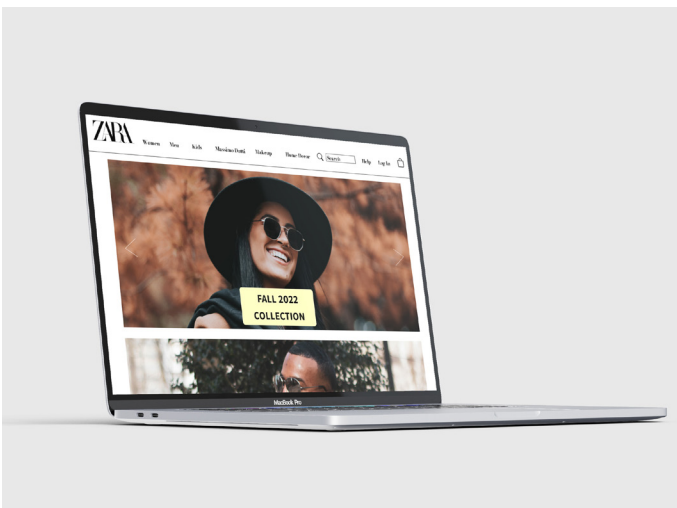 ZARA
Women Men Kids Massimo Dutti Makeup Home Decor Search Help Log In
FALL 2022
COLLECTION
MacBook Pro